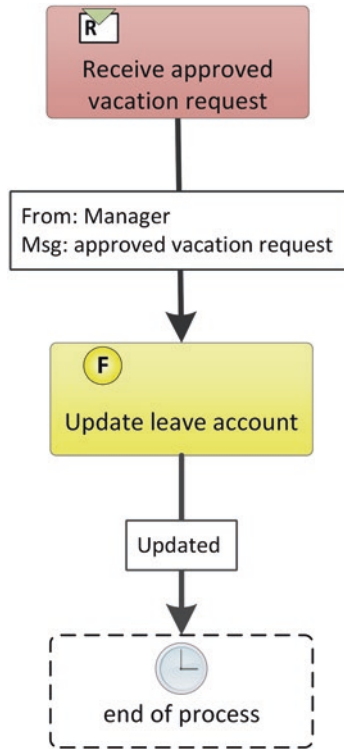 R
Receive approved
vacation request
From: Manager
Msg: approved vacation request
F
Update leave account
Updated
end of process